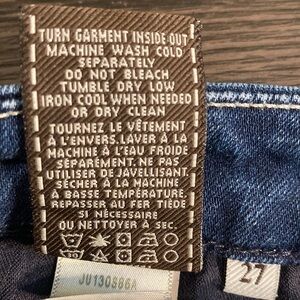 TURN GARMENT INSIDE OUT
MACHINE WASH COLD
SEPARATELY
DO NOT BLEACH
TUMBLE DRY LOW
IRON COOL WHEN NEEDED
OR DRY CLEAN
TOURNEZ LE VÊTEMENT
À L'ENVERS. LAVER À LA
MACHINE À L'EAU FROIDE
SÉPARÉMENT. NE PAS
UTILISER DE JAVELLISANT.
SÉCHER À LA MACHINE
À BASSE TEMPÉRATURE.
REPASSER AU FER TIÈDE
SI NÉCESSAIRE
OU NETTOYER À SEC.
JU130S66A
27